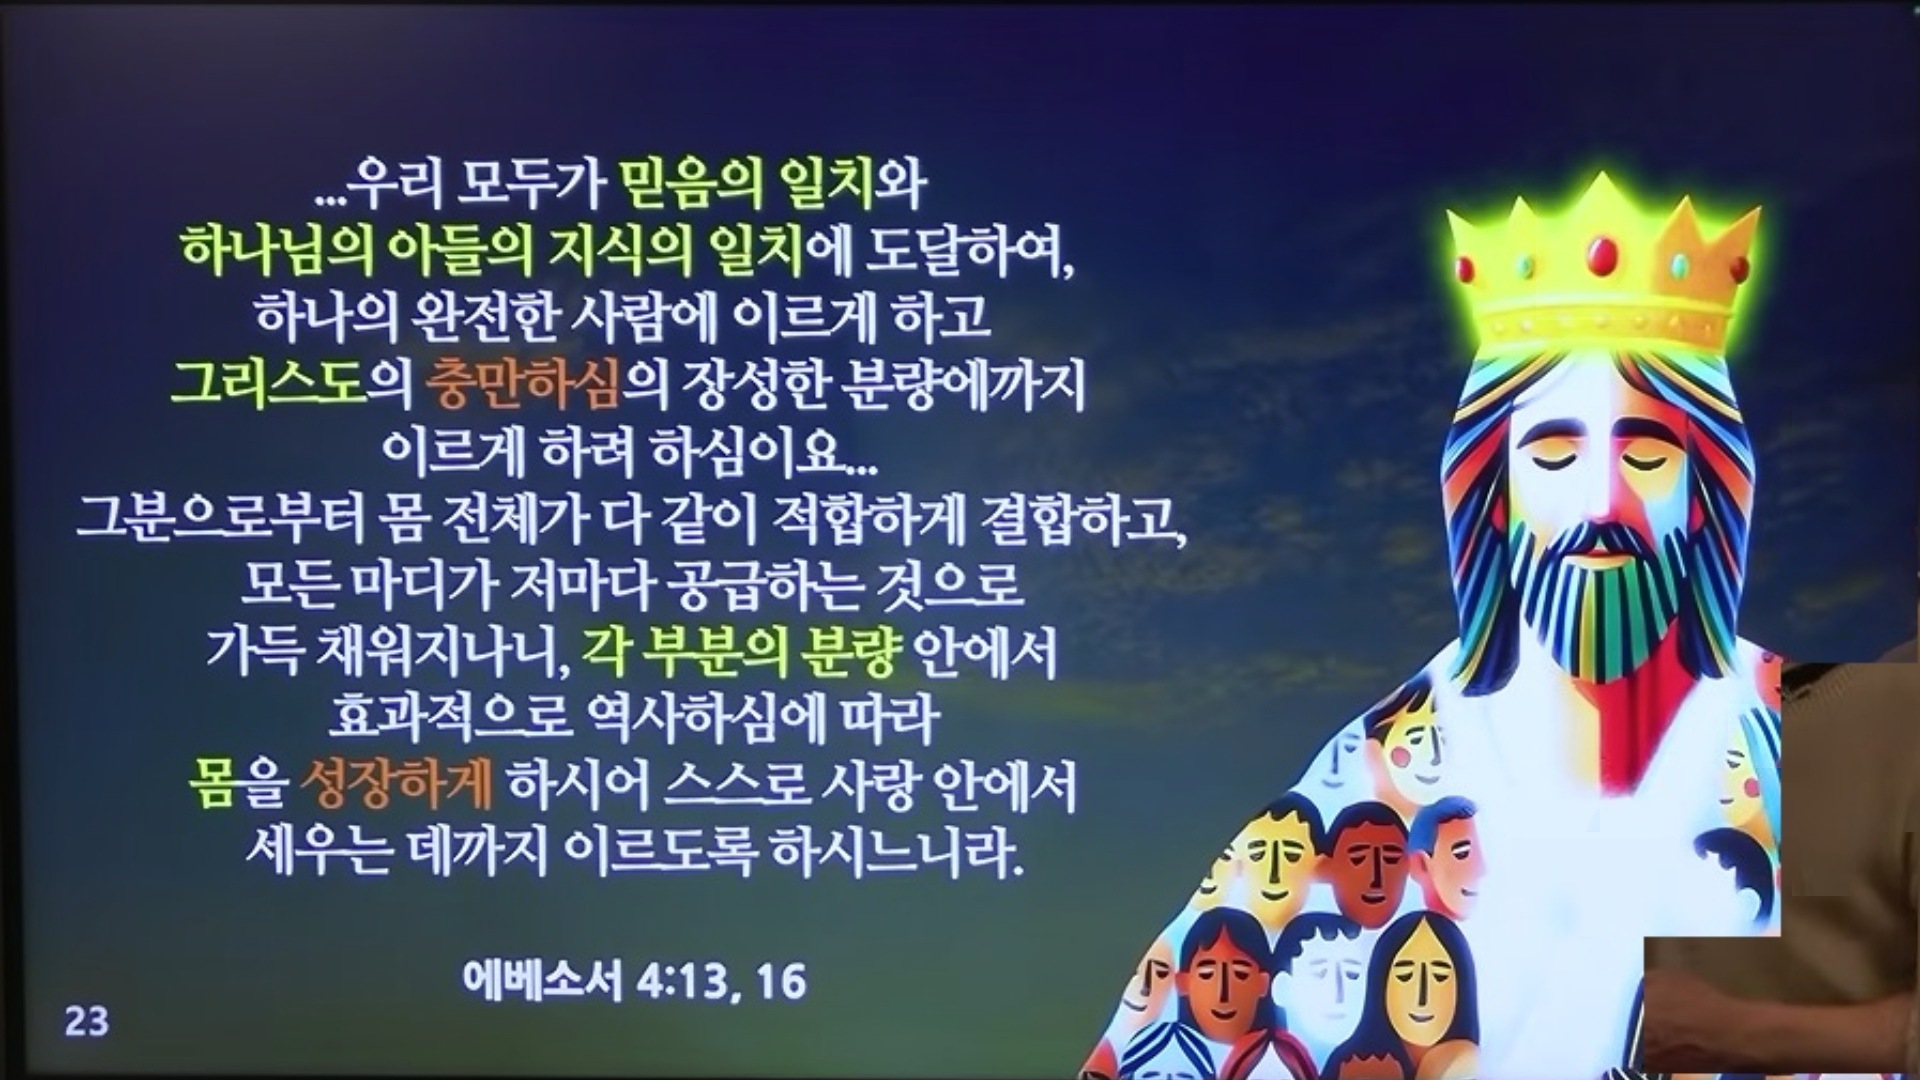 ...우리 모두가 믿음의 일치와
하나님의 아들의 지식의 일치에 도달하여,
하나의 완전한 사람에 이르게 하고
그리스도의 충만하심의 장성한 분량에까지
이르게 하려 하심이요...
그분으로부터 몸 전체가 다 같이 적합하게 결합하고,
모든 마디가 저마다 공급하는 것으로
가득 채워지나니, 각 부분의 분량 안에서
효과적으로 역사하심에 따라
몸을 성장하게 하시어 스스로 사랑 안에서
세우는 데까지 이르도록 하시느니라.
에베소서 4:13, 16
23